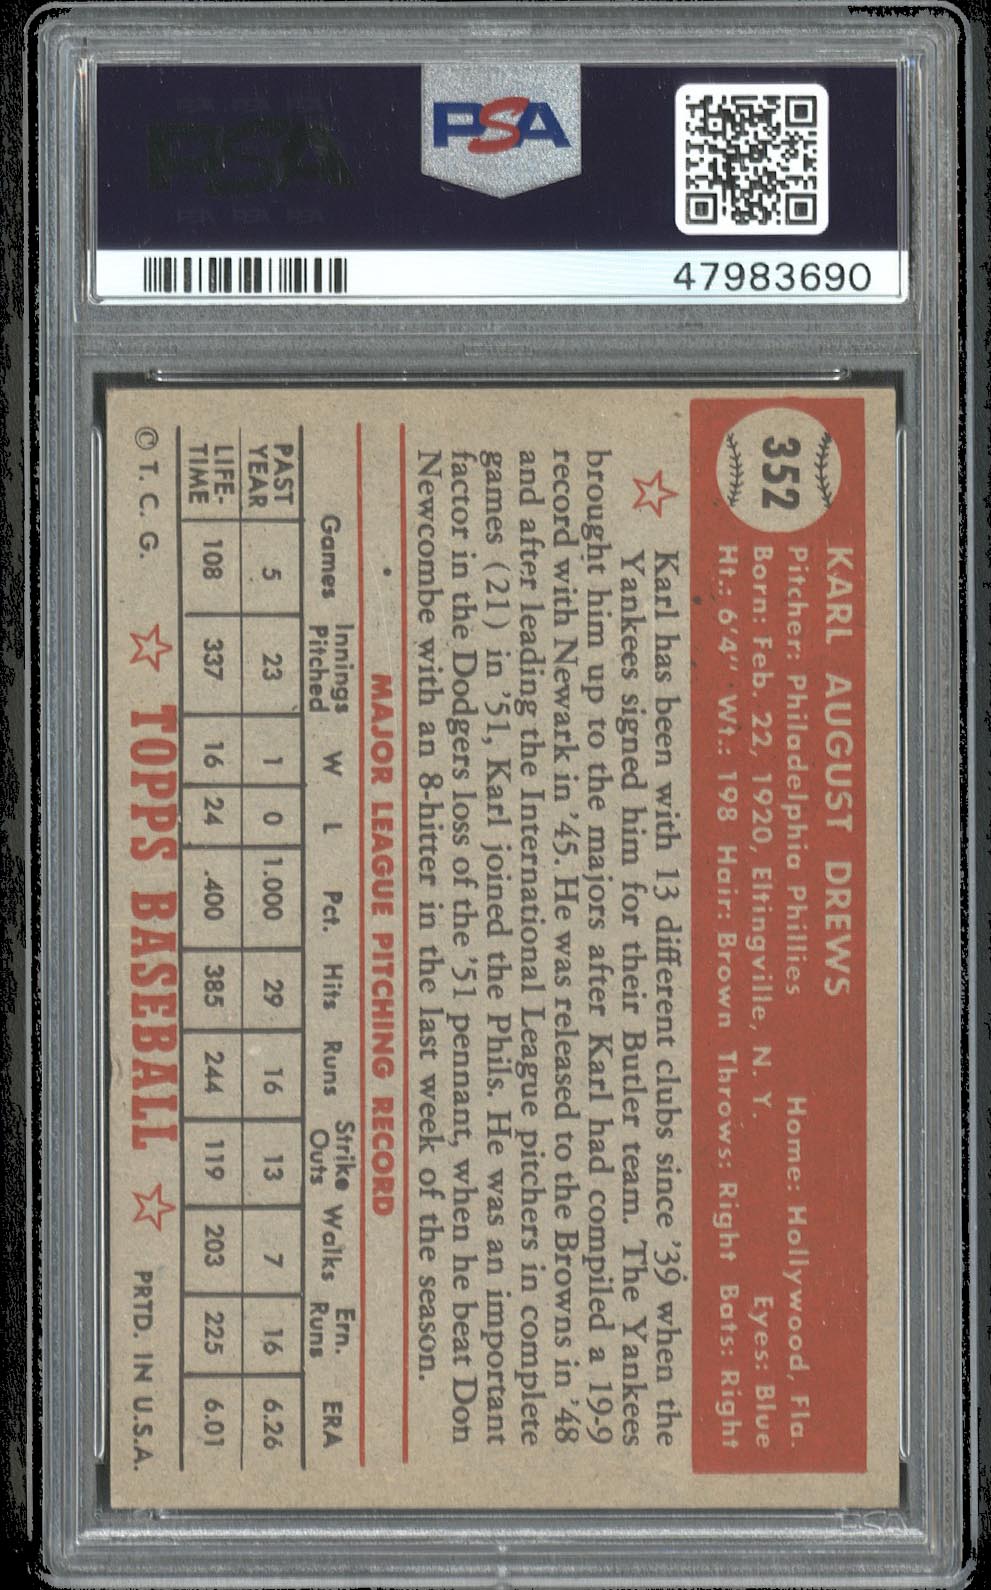 PSA
47983690
352
KARL AUGUST DREWS
Pitcher: Philadelphia Phillies Home: Hollywood, Fla.
Born: Feb. 22, 1920, Eltingville, N. Y. Eyes: Blue
Ht.: 6'4" Wt.: 198 Hair: Brown Throws: Right Bats: Right
Karl has been with 13 different clubs since '39 when the
Yankees signed him for their Butler team. The Yankees
brought him up to the majors after Karl had compiled a 19-9
record with Newark in '45. He was released to the Browns in '48
and after leading the International League pitchers in complete
games (21) in '51, Karl joined the Phils. He was an important
factor in the Dodgers loss of the '51 pennant, when he beat Don
Newcombe with an 8-hitter in the last week of the season.
MAJOR LEAGUE PITCHING RECORD
Games Innings Pitched W L Pct. Hits Runs Strike Outs Walks Ern. Runs ERA
PAST YEAR 5 23 1 0 1.000 29 16 13 7 16 6.26
LIFE-TIME 108 337 16 24 .400 385 244 119 203 225 6.01
© T. C. G. TOPPS BASEBALL PRTD. IN U.S.A.